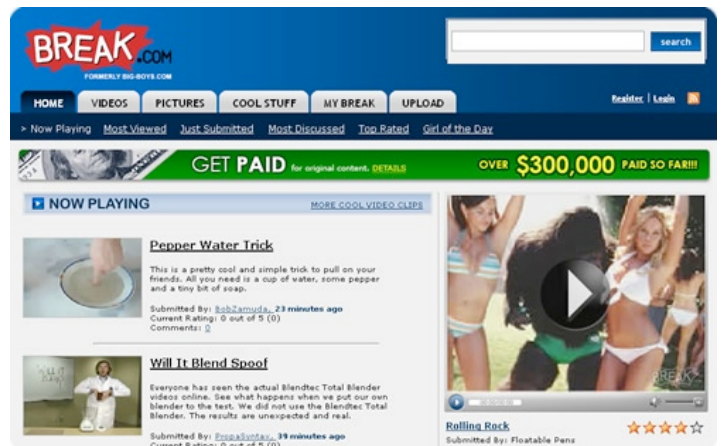 BREAK.COM
FORMERLY BIG-BOYS.COM
search
HOME VIDEOS PICTURES COOL STUFF MY BREAK UPLOAD
Register | Login
> Now Playing Most Viewed Just Submitted Most Discussed Top Rated Girl of the Day
GET PAID for original content. DETAILS OVER $300,000 PAID SO FAR!!!
NOW PLAYING MORE COOL VIDEO CLIPS
Pepper Water Trick
This is a pretty cool and simple trick to pull on your
friends. All you need is a cup of water, some pepper
and a tiny bit of soap.
Submitted By: BobZamuda, 23 minutes ago
Current Rating: 0 out of 5 (0)
Comments: 0
Will It Blend Spoof
Everyone has seen the actual Blendtec Total Blender
videos online. See what happens when we put our own
blender to the test. We did not use the Blendtec Total
Blender. The results are unexpected and real.
Submitted By: PropaSyntax, 39 minutes ago
Current Rating: 0 out of 5 (0)
BREAK
Rolling Rock
Submitted By: Floatable Pens